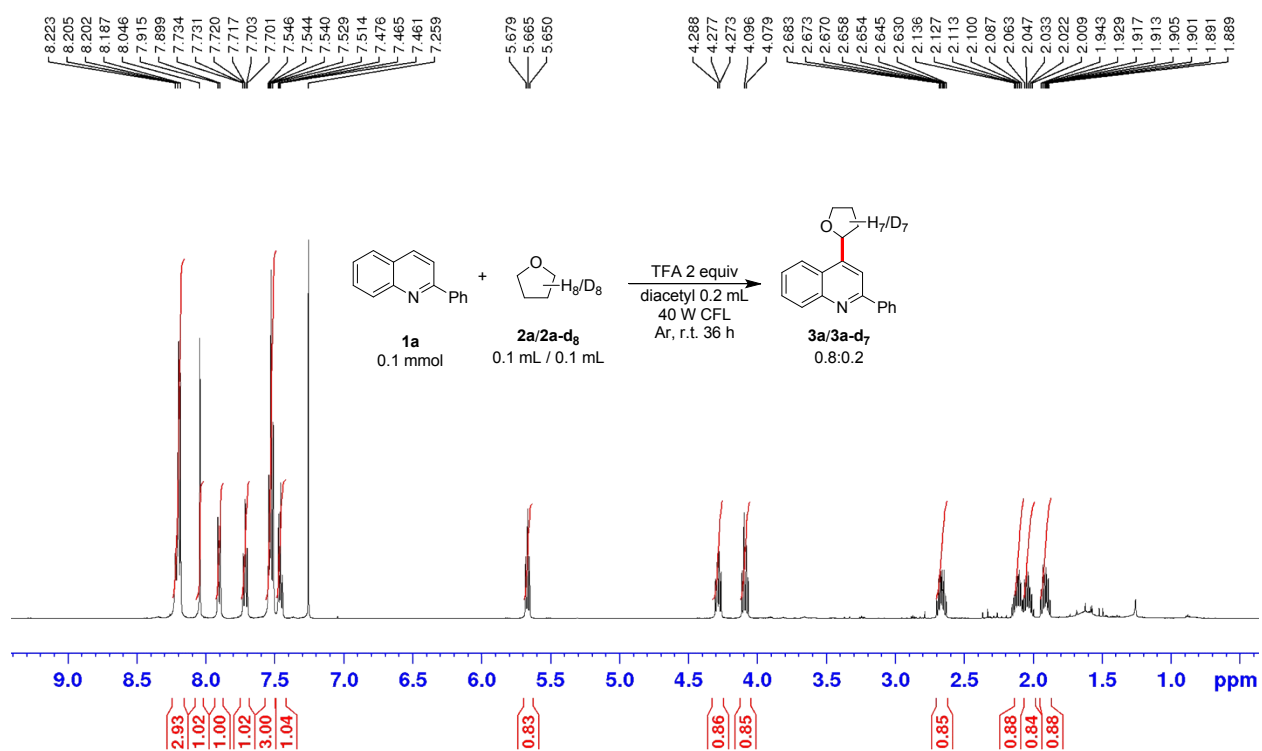 8.223 8.205 8.202 8.187 8.046 7.915 7.899 7.734 7.731 7.720 7.717 7.703 7.701 7.546 7.544 7.540 7.529 7.514 7.476 7.465 7.461 7.259 5.679 5.665 5.650 4.288 4.277 4.273 4.096 4.079 2.683 2.673 2.670 2.658 2.654 2.645 2.630 2.136 2.127 2.113 2.100 2.087 2.063 2.047 2.033 2.022 2.009 1.943 1.929 1.917 1.913 1.905 1.901 1.891 1.889
O H₇/D₇
N Ph
+
O H₈/D₈
TFA 2 equiv
diacetyl 0.2 mL
40 W CFL
Ar, r.t. 36 h
N Ph
1a
0.1 mmol
2a/2a-d₈
0.1 mL / 0.1 mL
3a/3a-d₇
0.8:0.2
9.0 8.5 8.0 7.5 7.0 6.5 6.0 5.5 5.0 4.5 4.0 3.5 3.0 2.5 2.0 1.5 1.0 ppm
2.93 1.02 1.00 1.02 3.00 1.04 0.83 0.86 0.85 0.85 0.88 0.84 0.88